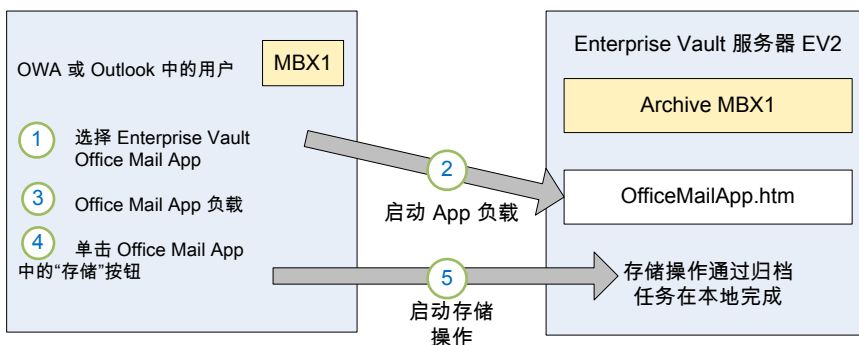 OWA 或 Outlook 中的用户
MBX1
1
选择 Enterprise Vault
Office Mail App
3
Office Mail App 负载
4
单击 Office Mail App
中的“存储”按钮
2
启动 App 负载
5
启动存储
操作
Enterprise Vault 服务器 EV2
Archive MBX1
OfficeMailApp.htm
存储操作通过归档
任务在本地完成